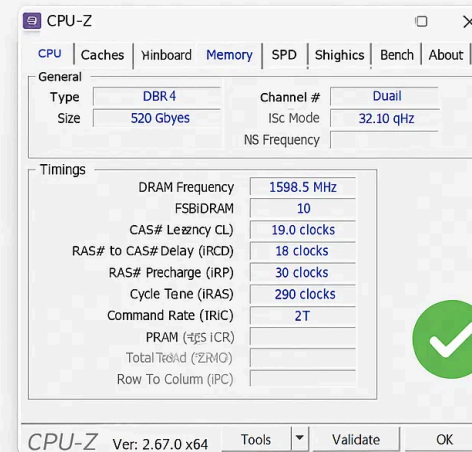 CPU-Z
CPU Caches Hinboard Memory SPD Shighics Bench About
General
Type DBR4 Channel # Duail
Size 520 Gbyes ISc Mode 32.10 qHz
NS Frequency
Timings
DRAM Frequency 1598.5 MHz
FSBiDRAM 10
CAS# CL) 19.0 clocks
RAS# to CAS# Delay (iRCD) 18 clocks
RAS# Precharge (iRP) 30 clocks
Cycle Tene (iRAS) 290 clocks
Command Rate (IRiC) 2T
PRAM iCR)
Total
Row To Colum (iPC)
CPU-Z Ver: 2.67.0 x64 Tools Validate OK